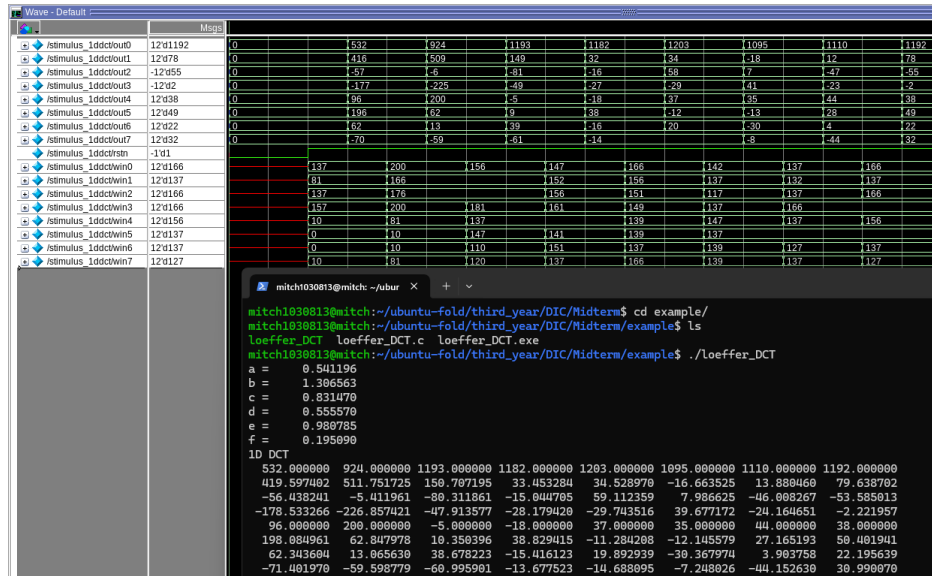 Wave - Default
Msgs
/stimulus_1ddct/out0 12'd1192 0 532 924 1193 1182 1203 1095 1110 1192
/stimulus_1ddct/out1 12'd78 0 416 509 149 32 34 -18 12 78
/stimulus_1ddct/out2 -12'd55 0 -57 -6 -81 -16 58 7 -47 -55
/stimulus_1ddct/out3 -12'd2 0 -177 -225 -49 -27 -29 41 -23 -2
/stimulus_1ddct/out4 12'd38 0 96 200 -5 -18 37 35 44 38
/stimulus_1ddct/out5 12'd49 0 196 62 9 38 -12 -13 28 49
/stimulus_1ddct/out6 12'd22 0 62 13 39 -16 20 -30 4 22
/stimulus_1ddct/out7 12'd32 0 -70 -59 -61 -14 -8 -44 32
/stimulus_1ddct/rstn -1'd1
/stimulus_1ddct/win0 12'd166 137 200 156 147 166 142 137 166
/stimulus_1ddct/win1 12'd137 81 166 152 156 137 132 137
/stimulus_1ddct/win2 12'd166 137 176 156 151 117 137 166
/stimulus_1ddct/win3 12'd166 157 200 181 161 149 137 166
/stimulus_1ddct/win4 12'd156 10 81 137 139 147 137 156
/stimulus_1ddct/win5 12'd137 0 10 147 141 139 137
/stimulus_1ddct/win6 12'd137 0 10 110 151 137 139 127 137
/stimulus_1ddct/win7 12'd127 10 81 120 137 166 139 137 127
mitch1030813@mitch: ~/ubur × + ⌄
mitch1030813@mitch:~/ubuntu-fold/third_year/DIC/Midterm$ cd example/
mitch1030813@mitch:~/ubuntu-fold/third_year/DIC/Midterm/example$ ls
loeffer_DCT loeffer_DCT.c loeffer_DCT.exe
mitch1030813@mitch:~/ubuntu-fold/third_year/DIC/Midterm/example$ ./loeffer_DCT
a = 0.541196
b = 1.306563
c = 0.831470
d = 0.555570
e = 0.980785
f = 0.195090
1D DCT
532.000000 924.000000 1193.000000 1182.000000 1203.000000 1095.000000 1110.000000 1192.000000
419.597402 511.751725 150.707195 33.453284 34.528970 -16.663525 13.880460 79.638702
-56.438241 -5.411961 -80.311861 -15.044705 59.112359 7.986625 -46.008267 -53.585013
-178.533266 -226.857421 -47.913577 -28.179420 -29.743516 39.677172 -24.164651 -2.221957
96.000000 200.000000 -5.000000 -18.000000 37.000000 35.000000 44.000000 38.000000
198.084961 62.847978 10.350396 38.829415 -11.284208 -12.145579 27.165193 50.401941
62.343604 13.065630 38.678223 -15.416123 19.892939 -30.367974 3.903758 22.195639
-71.401970 -59.598779 -60.995901 -13.677523 -14.688095 -7.248026 -44.152630 30.990070